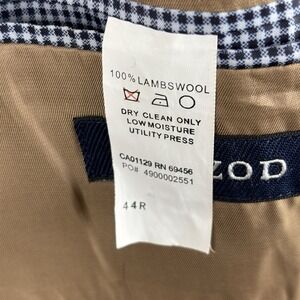 100% LAMBSWOOL
DRY CLEAN ONLY
LOW MOISTURE
UTILITY PRESS
CA01129 RN 69456
PO# 4900002551
ZOD
44R